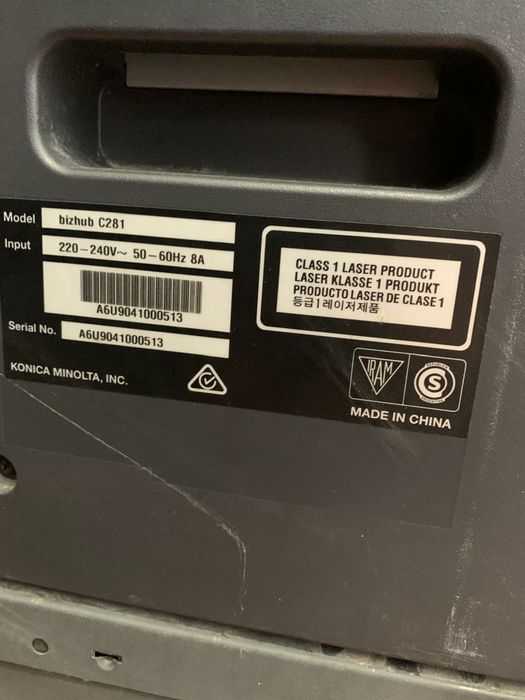 Model bizhub C281
Input 220–240V～ 50–60Hz 8A
A6U9041000513
Serial No. A6U9041000513
KONICA MINOLTA, INC.
CLASS 1 LASER PRODUCT
LASER KLASSE 1 PRODUKT
PRODUCTO LASER DE CLASE 1
등급1레이저제품
IRAM
S
MADE IN CHINA